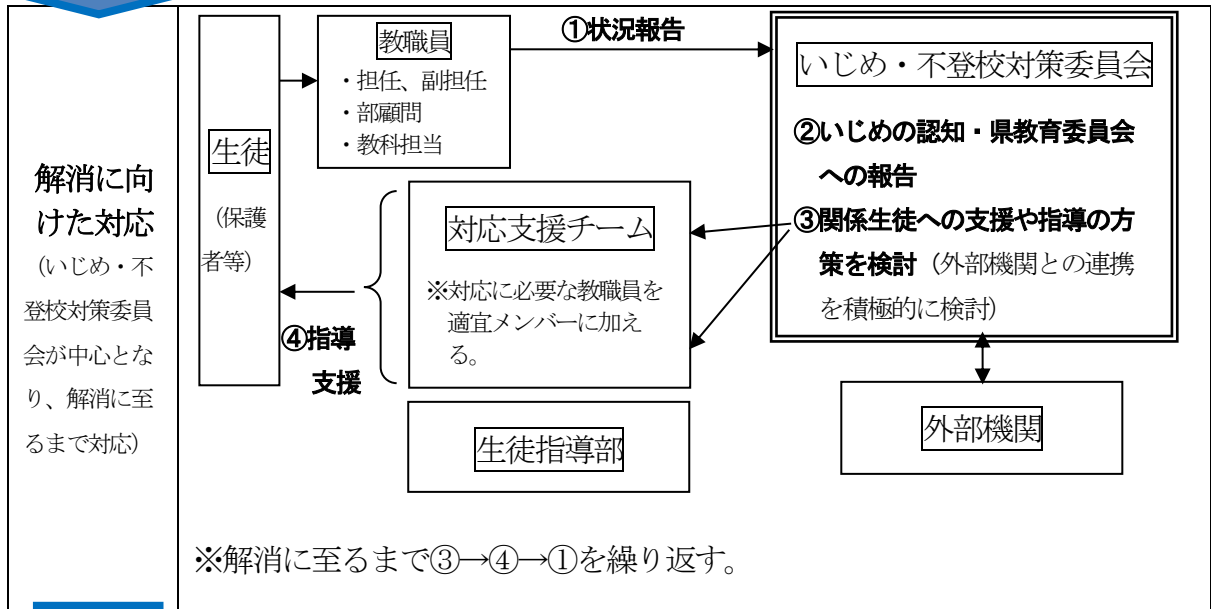 解消に向
けた対応
（いじめ・不
登校対策委員
会が中心とな
り、解消に至
るまで対応）
生徒
（保護
者等）
教職員
・担任、副担任
・部顧問
・教科担当
①状況報告
いじめ・不登校対策委員会
②いじめの認知・県教育委員会
への報告
③関係生徒への支援や指導の方
策を検討（外部機関との連携
を積極的に検討）
対応支援チーム
※対応に必要な教職員を
適宜メンバーに加え
る。
④指導
支援
生徒指導部
外部機関
※解消に至るまで③→④→①を繰り返す。